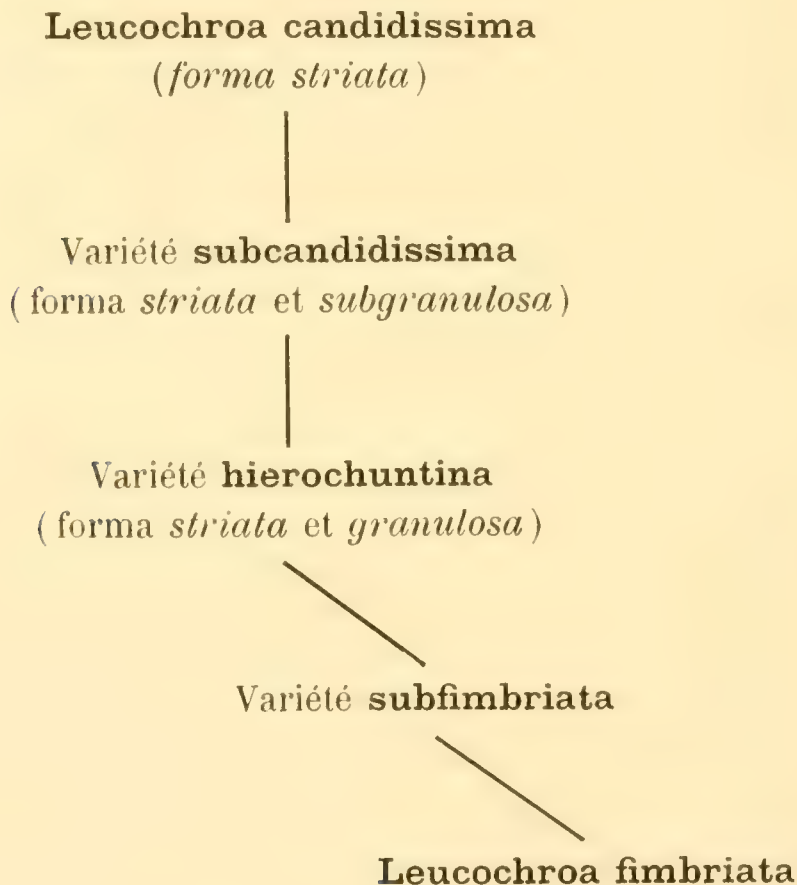 Leucochroa candidissima
(forma striata)
Variété subcandidissima
(forma striata et subgranulosa)
Variété hierochuntina
(forma striata et granulosa)
Variété subfimbriata
Leucochroa fimbriata